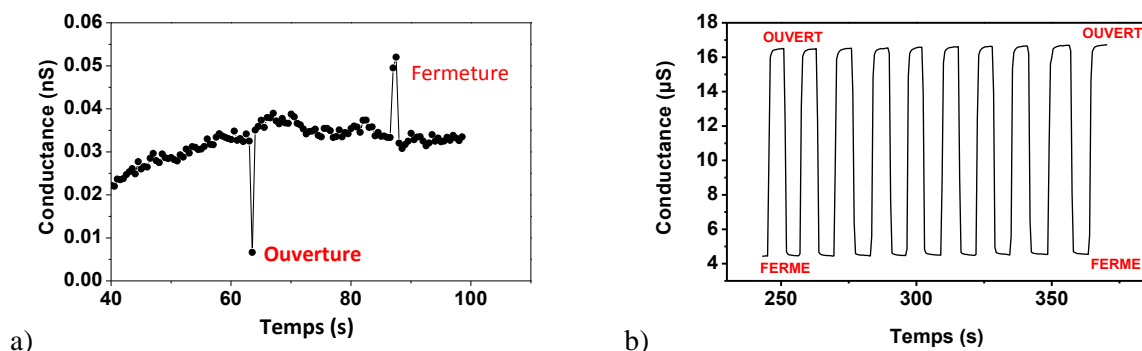 0.06
0.05
0.04
0.03
0.02
0.01
0.00
Conductance (nS)
Fermeture
Ouverture
40 60 80 100
Temps (s)
a)
18
16
14
12
10
8
6
4
Conductance (µS)
OUVERT OUVERT
FERME FERME
250 300 350
Temps (s)
b)